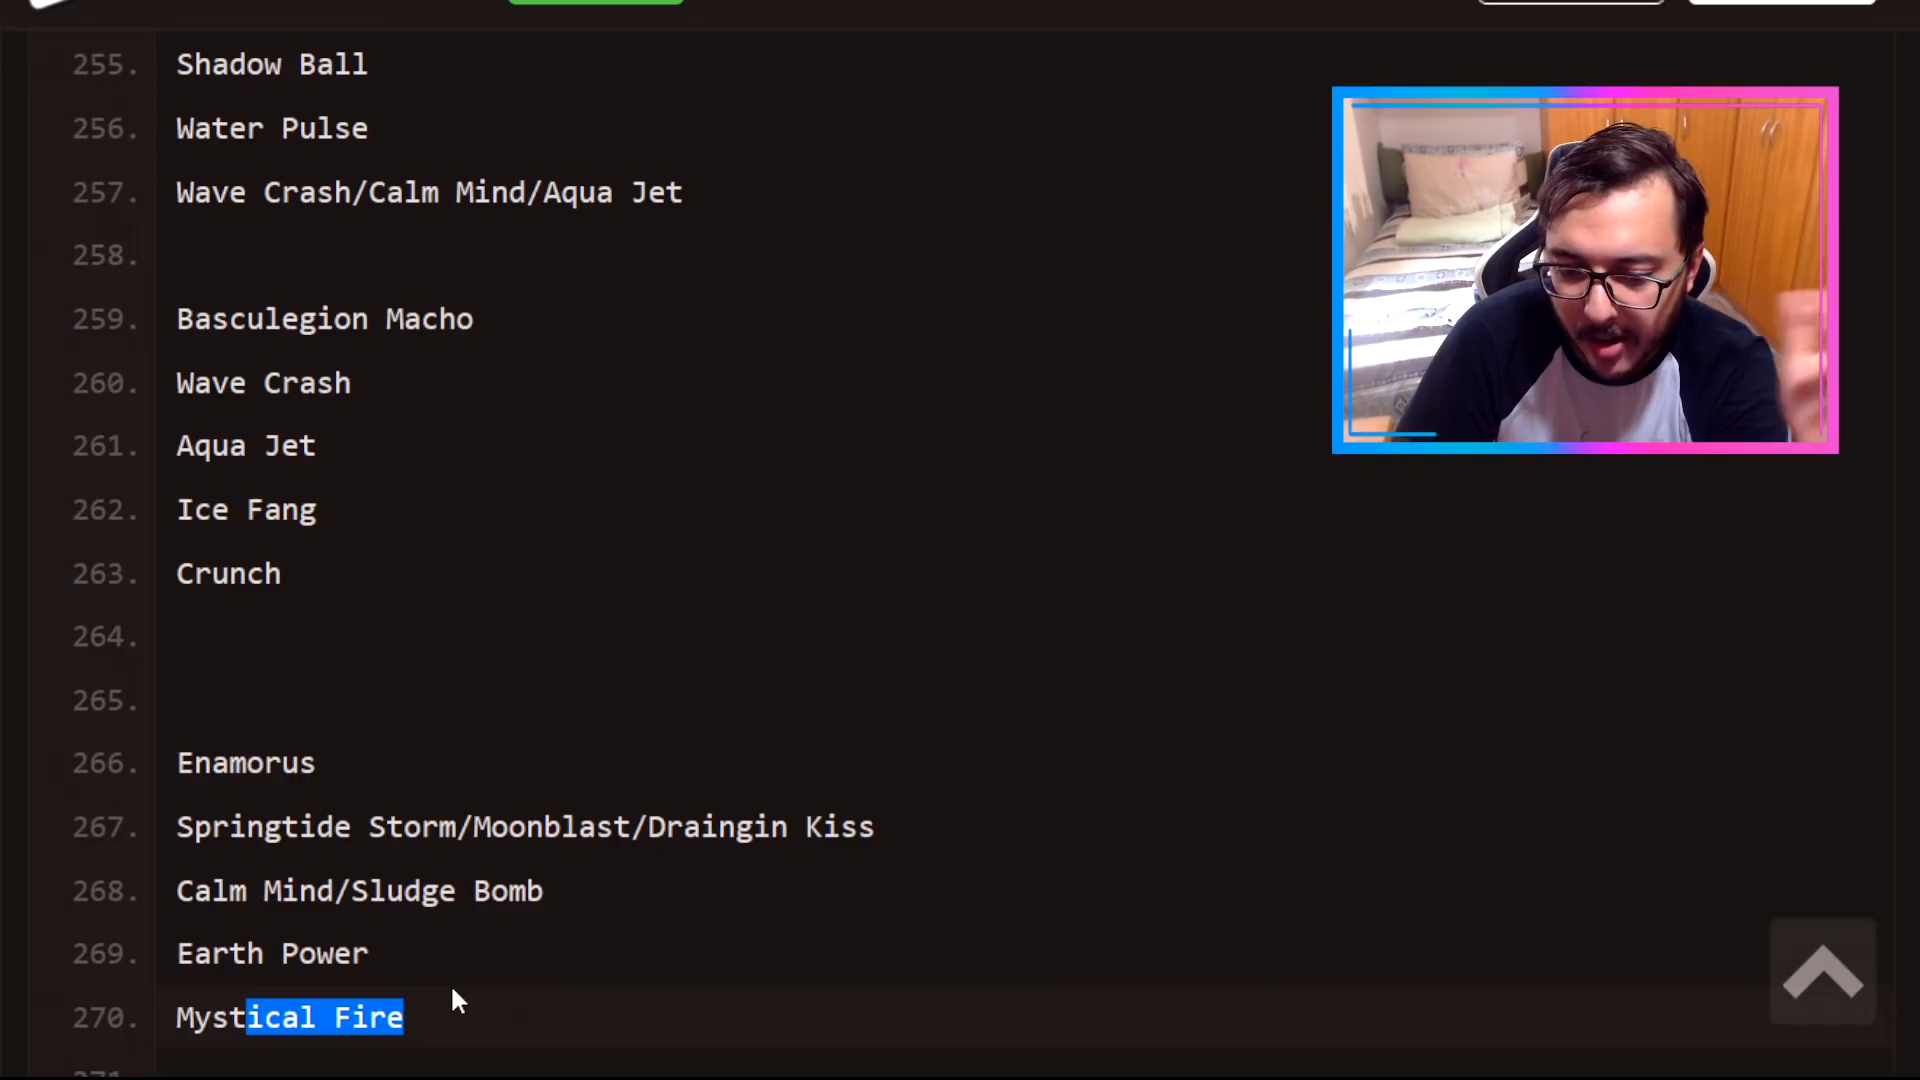 255. Shadow Ball
256. Water Pulse
257. Wave Crash/Calm Mind/Aqua Jet
258.
259. Basculegion Macho
260. Wave Crash
261. Aqua Jet
262. Ice Fang
263. Crunch
264.
265.
266. Enamorus
267. Springtide Storm/Moonblast/Draingin Kiss
268. Calm Mind/Sludge Bomb
269. Earth Power
270. Mystical Fire
271.